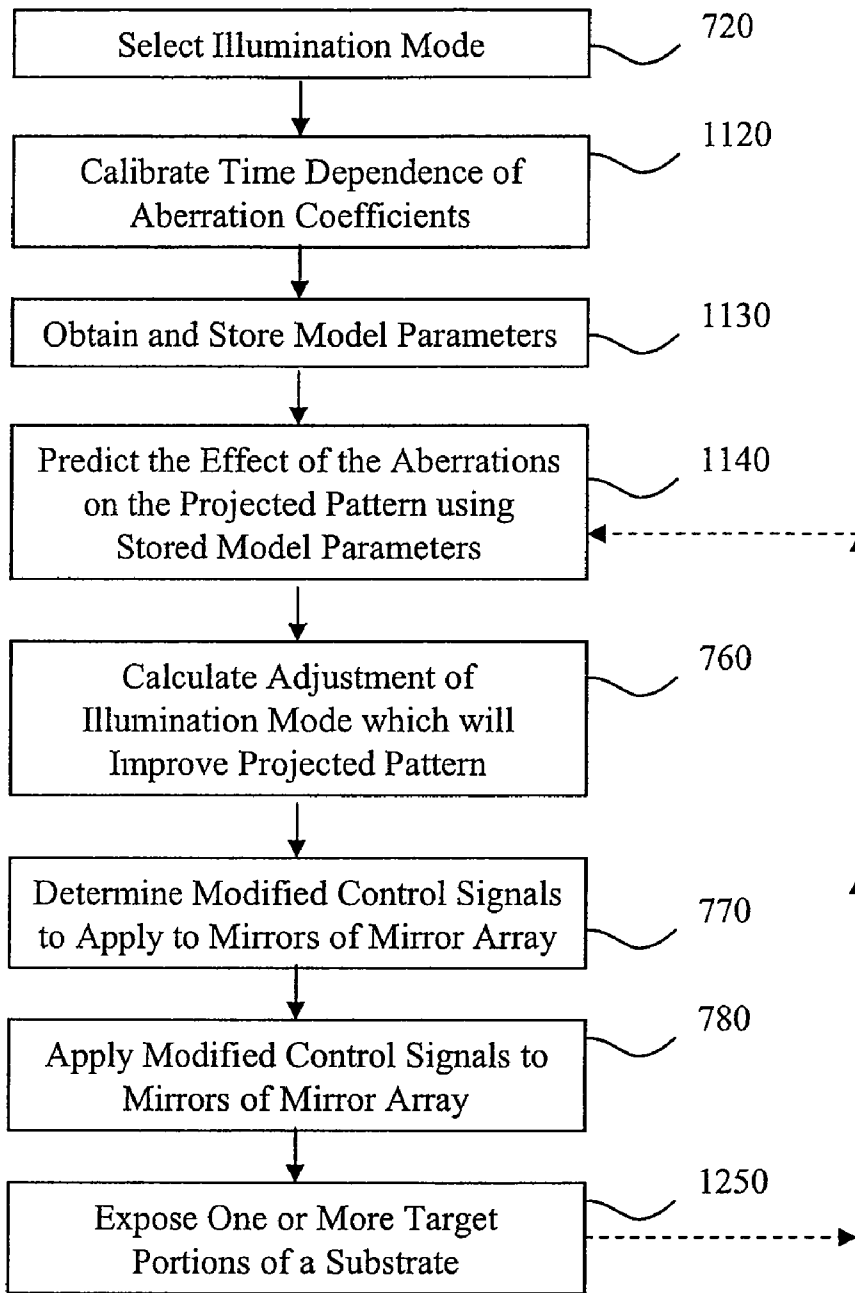 Select Illumination Mode
720
Calibrate Time Dependence of
Aberration Coefficients
1120
Obtain and Store Model Parameters
1130
Predict the Effect of the Aberrations
on the Projected Pattern using
Stored Model Parameters
1140
Calculate Adjustment of
Illumination Mode which will
Improve Projected Pattern
760
Determine Modified Control Signals
to Apply to Mirrors of Mirror Array
770
Apply Modified Control Signals to
Mirrors of Mirror Array
780
Expose One or More Target
Portions of a Substrate
1250